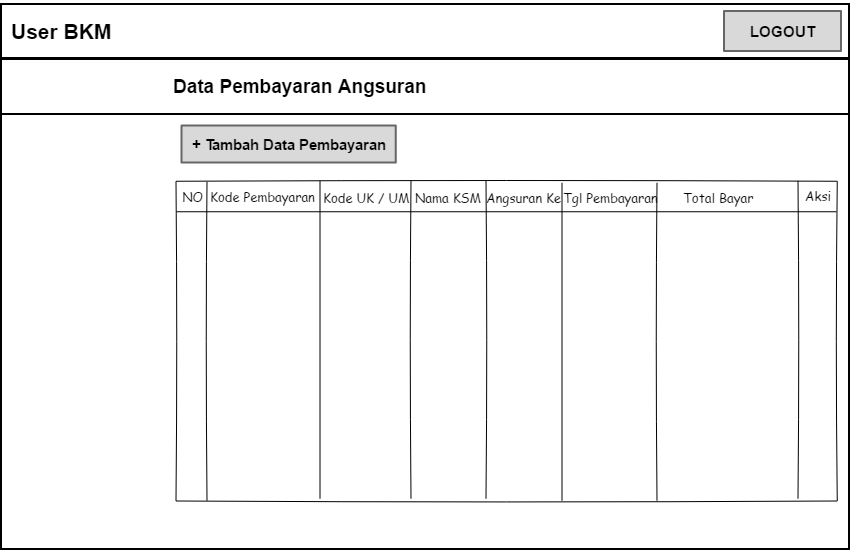 User BKM
LOGOUT
Data Pembayaran Angsuran
+ Tambah Data Pembayaran
NO Kode Pembayaran Kode UK / UM Nama KSM Angsuran Ke Tgl Pembayaran Total Bayar Aksi